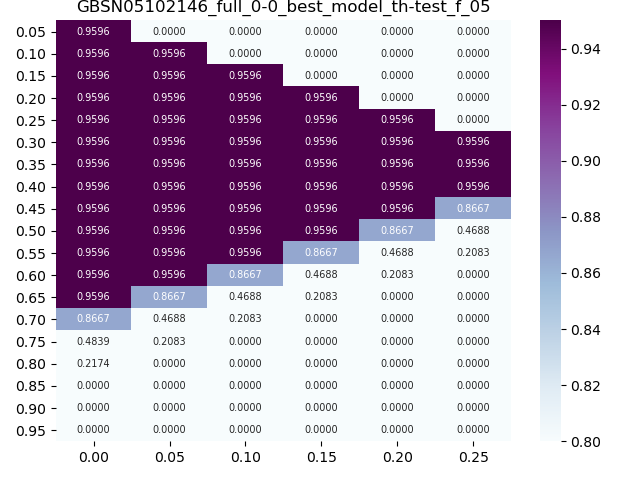 GBSN05102146_full_0-0_best_model_th-test_f_05
0.05 0.9596 0.0000 0.0000 0.0000 0.0000 0.0000
0.10 0.9596 0.9596 0.0000 0.0000 0.0000 0.0000
0.15 0.9596 0.9596 0.9596 0.0000 0.0000 0.0000
0.20 0.9596 0.9596 0.9596 0.9596 0.0000 0.0000
0.25 0.9596 0.9596 0.9596 0.9596 0.9596 0.0000
0.30 0.9596 0.9596 0.9596 0.9596 0.9596 0.9596
0.35 0.9596 0.9596 0.9596 0.9596 0.9596 0.9596
0.40 0.9596 0.9596 0.9596 0.9596 0.9596 0.9596
0.45 0.9596 0.9596 0.9596 0.9596 0.9596 0.8667
0.50 0.9596 0.9596 0.9596 0.9596 0.8667 0.4688
0.55 0.9596 0.9596 0.9596 0.8667 0.4688 0.2083
0.60 0.9596 0.9596 0.8667 0.4688 0.2083 0.0000
0.65 0.9596 0.8667 0.4688 0.2083 0.0000 0.0000
0.70 0.8667 0.4688 0.2083 0.0000 0.0000 0.0000
0.75 0.4839 0.2083 0.0000 0.0000 0.0000 0.0000
0.80 0.2174 0.0000 0.0000 0.0000 0.0000 0.0000
0.85 0.0000 0.0000 0.0000 0.0000 0.0000 0.0000
0.90 0.0000 0.0000 0.0000 0.0000 0.0000 0.0000
0.95 0.0000 0.0000 0.0000 0.0000 0.0000 0.0000
0.00 0.05 0.10 0.15 0.20 0.25
0.94
0.92
0.90
0.88
0.86
0.84
0.82
0.80